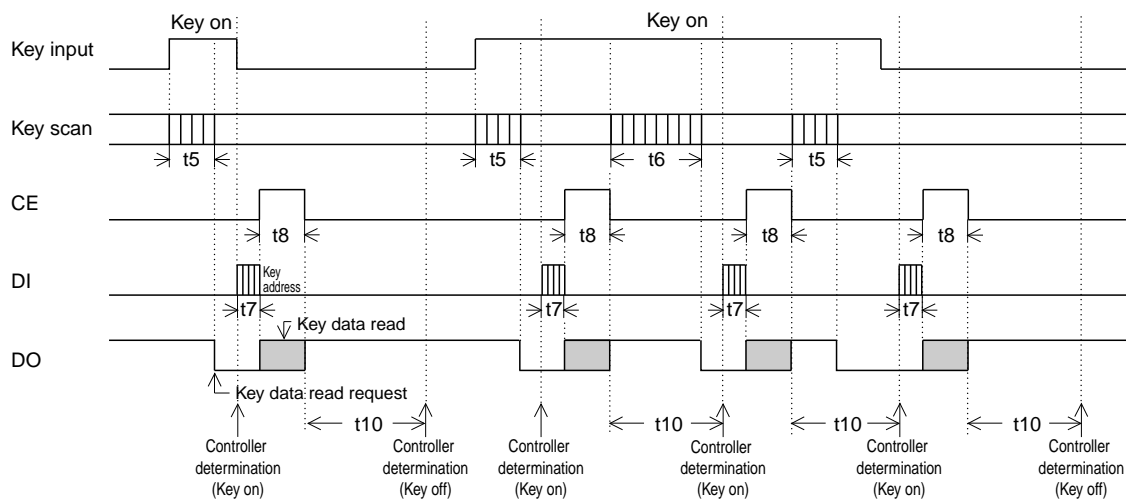 Key on
Key on
Key input
Key scan
t5
t5
t6
t5
CE
t8
t8
t8
t8
DI
Key
address
t7
t7
t7
t7
Key data read
DO
Key data read request
t10
t10
t10
t10
Controller
determination
(Key on)
Controller
determination
(Key off)
Controller
determination
(Key on)
Controller
determination
(Key on)
Controller
determination
(Key on)
Controller
determination
(Key off)